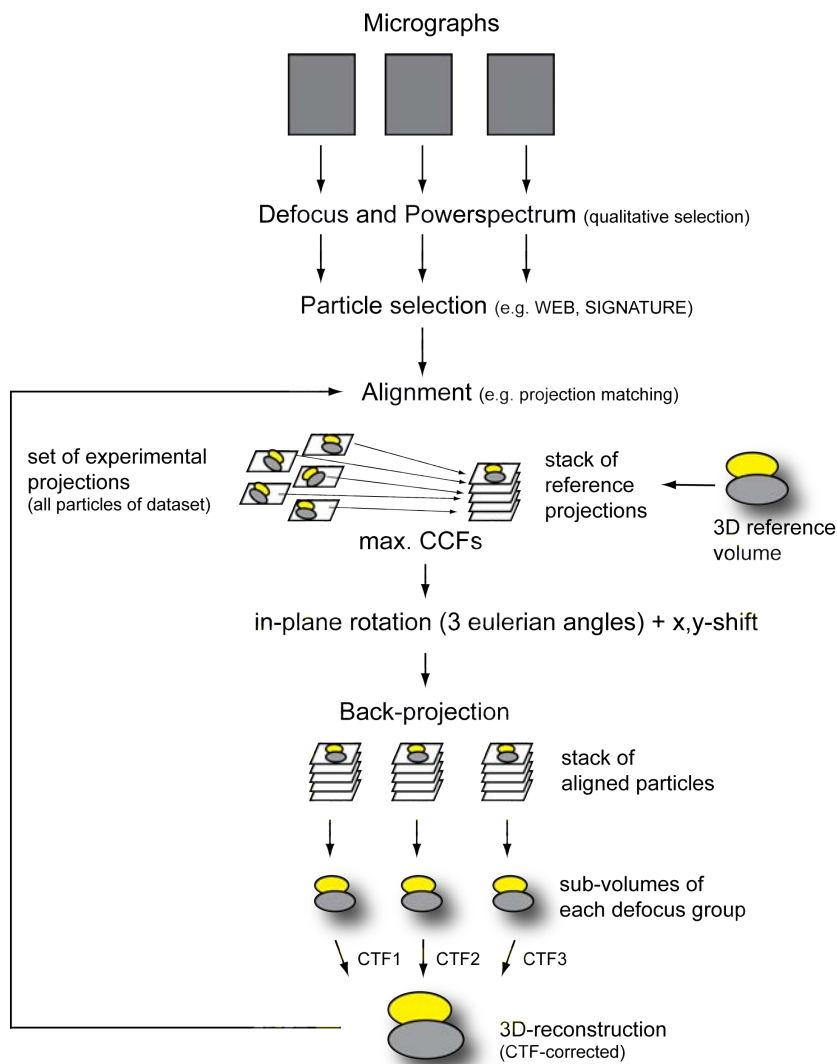 Micrographs
Defocus and Powerspectrum (qualitative selection)
Particle selection (e.g. WEB, SIGNATURE)
Alignment (e.g. projection matching)
set of experimental
projections
(all particles of dataset)
stack of
reference
projections
3D reference
volume
max. CCFs
in-plane rotation (3 eulerian angles) + x,y-shift
Back-projection
stack of
aligned particles
sub-volumes of
each defocus group
CTF1
CTF2
CTF3
3D-reconstruction
(CTF-corrected)